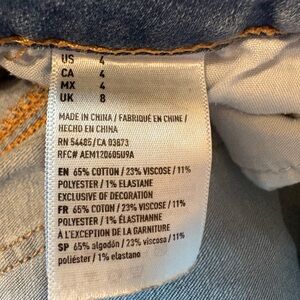 US 4
CA 4
MX 4
UK 8
MADE IN CHINA / FABRIQUÉ EN CHINE /
HECHO EN CHINA
RN 54485/CA 03673
RFC# AEM120605U9A
EN 65% COTTON / 23% VISCOSE / 11%
POLYESTER / 1% ELASTANE
EXCLUSIVE OF DECORATION
FR 65% COTON / 23% VISCOSE / 11%
POLYESTER / 1% ÉLASTHANNE
À L'EXCEPTION DE LA GARNITURE
SP 65% algodón / 23% viscosa / 11%
poliéster / 1% elastano